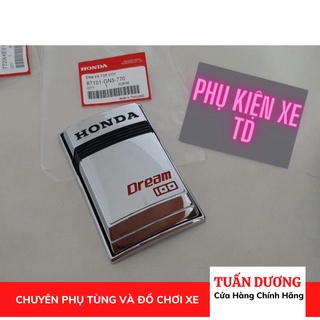 HONDA
87101-GN5-770
PHỤ KIỆN XE
TD
HONDA
Dream
100
CHUYÊN PHỤ TÙNG VÀ ĐỒ CHƠI XE
TUẤN DƯƠNG
Cửa Hàng Chính Hãng